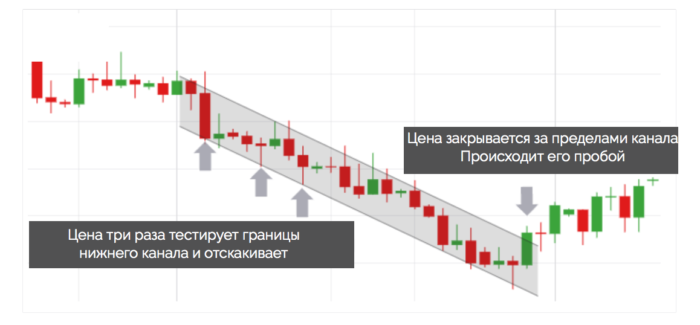 Цена закрывается за пределами канала
Происходит его пробой
Цена три раза тестирует границы
нижнего канала и отскакивает